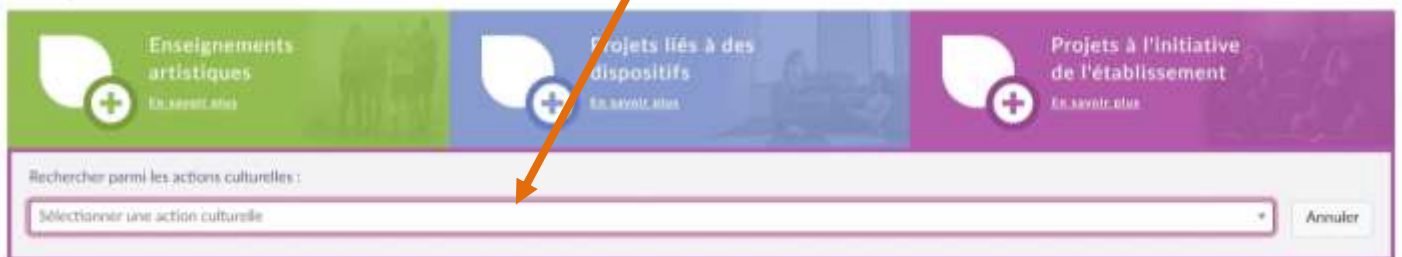 Enseignements
artistiques
En savoir plus
Projets liés à des
dispositifs
En savoir plus
Projets à l'initiative
de l'établissement
En savoir plus
Rechercher parmi les actions culturelles :
Sélectionner une action culturelle
Annuler